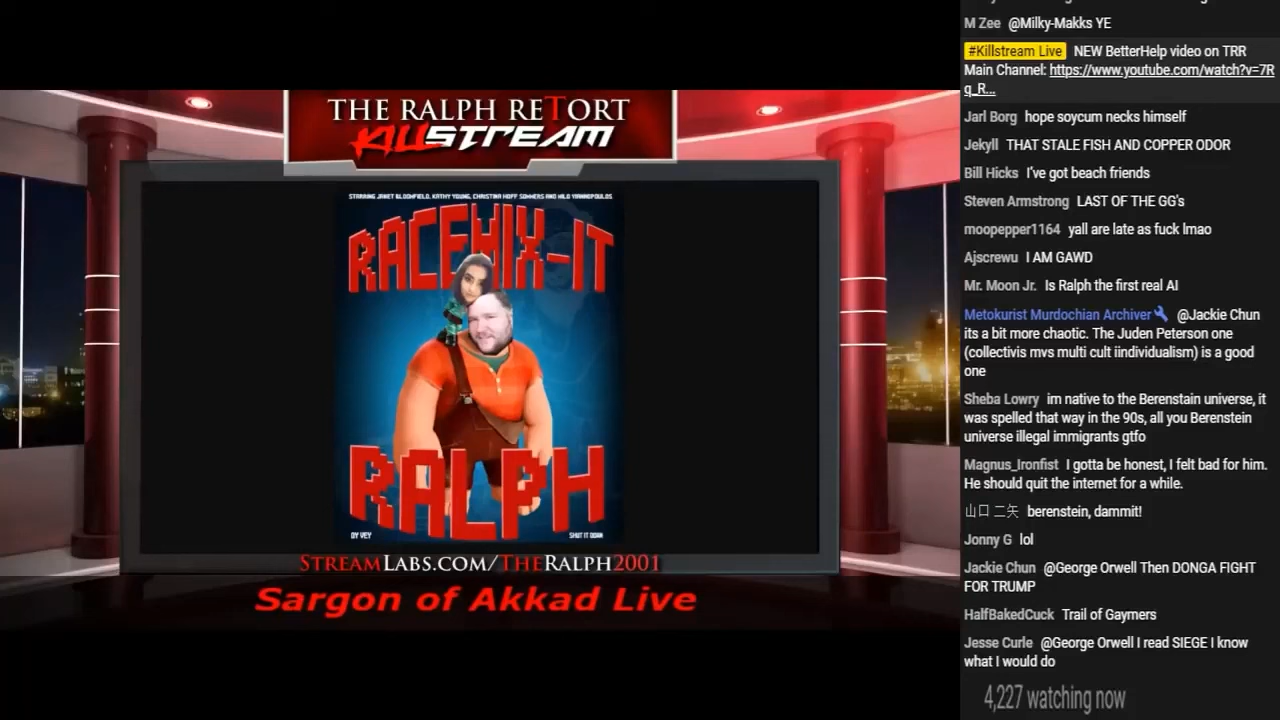 M Zee @Milky-Makks YE
#Killstream Live NEW BetterHelp video on TRR
Main Channel: https://www.youtube.com/watch?v=7R
q_R...
Jarl Borg hope soycum necks himself
Jekyll THAT STALE FISH AND COPPER ODOR
Bill Hicks I've got beach friends
Steven Armstrong LAST OF THE GG's
moopepper1164 yall are late as fuck lmao
Ajscrewu I AM GAWD
Mr. Moon Jr. Is Ralph the first real AI
Metokurist Murdochian Archiver @Jackie Chun
its a bit more chaotic. The Juden Peterson one
(collectivis mvs multi cult iindividualism) is a good
one
Sheba Lowry im native to the Berenstain universe, it
was spelled that way in the 90s, all you Berenstein
universe illegal immigrants gtfo
Magnus_Ironfist I gotta be honest, I felt bad for him.
He should quit the internet for a while.
山口 二矢 berenstein, dammit!
Jonny G lol
Jackie Chun @George Orwell Then DONGA FIGHT
FOR TRUMP
HalfBakedCuck Trail of Gaymers
Jesse Curle @George Orwell I read SIEGE I know
what I would do
4,227 watching now
THE RALPH RETORT
KILLSTREAM
STARRING JANET BLOOMFIELD, KATHY YOUNG, CHRISTINA HOFF SOMMERS AND MILO YIANNOPOULOS
RACEMIX-IT
RALPH
OY VEY
SHUT IT DOWN
STREAMLABS.COM/THERALPH2001
Sargon of Akkad Live